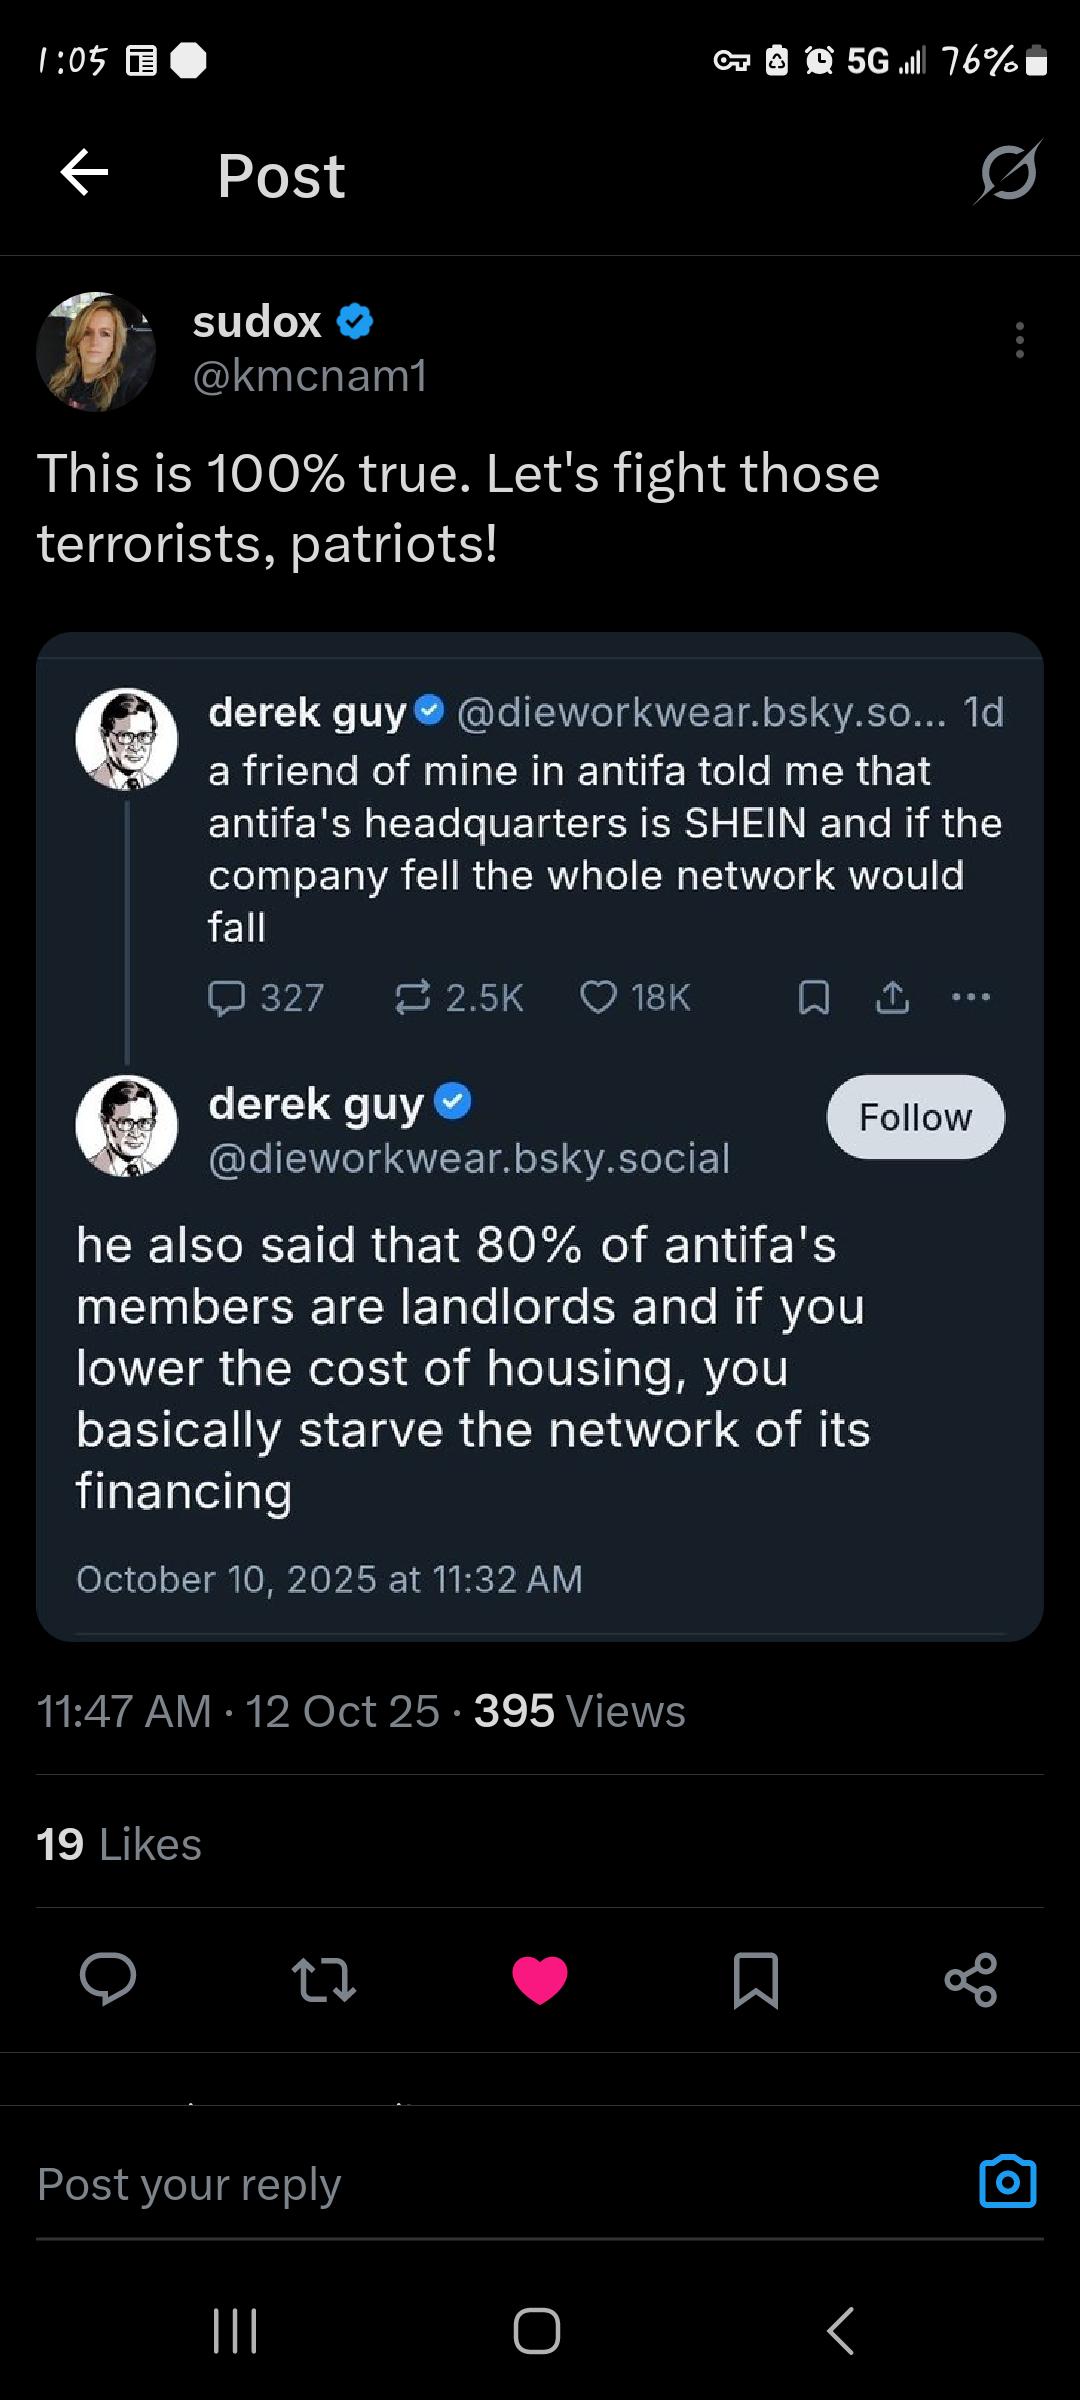 1:05 5G 76%
Post
sudox
@kmcnam1
This is 100% true. Let's fight those
terrorists, patriots!
derek guy @dieworkwear.bsky.so... 1d
a friend of mine in antifa told me that
antifa's headquarters is SHEIN and if the
company fell the whole network would
fall
327 2.5K 18K
derek guy
Follow
@dieworkwear.bsky.social
he also said that 80% of antifa's
members are landlords and if you
lower the cost of housing, you
basically starve the network of its
financing
October 10, 2025 at 11:32 AM
11:47 AM · 12 Oct 25 · 395 Views
19 Likes
Post your reply